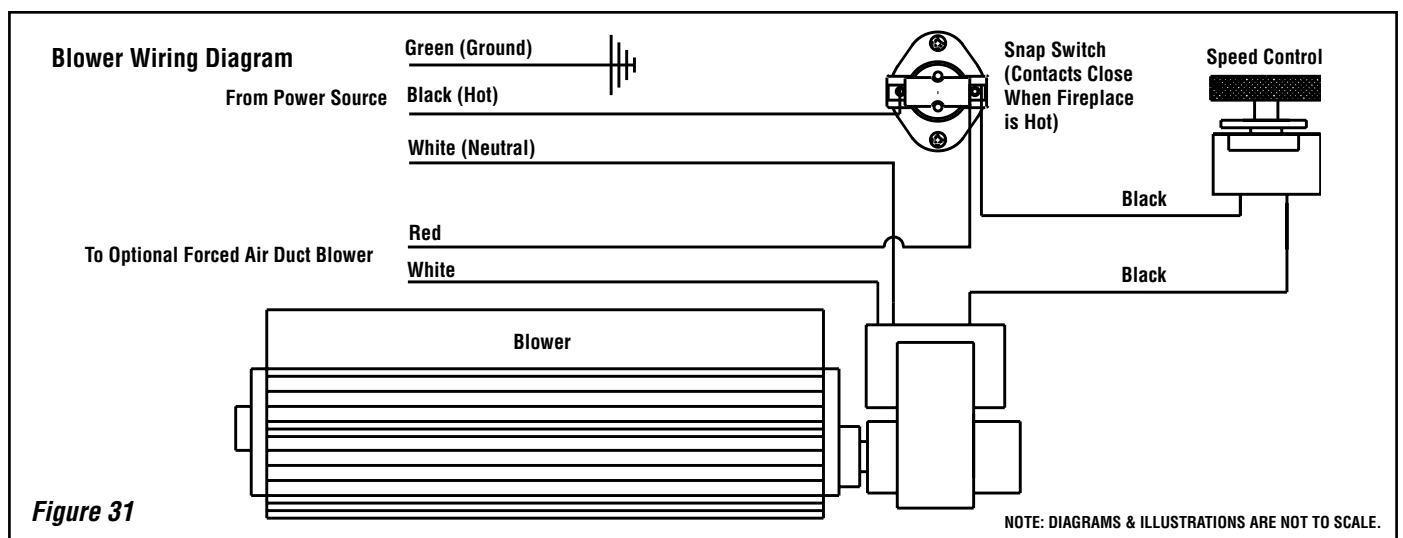 Blower Wiring Diagram
Green (Ground)
From Power Source
Black (Hot)
White (Neutral)
Snap Switch
(Contacts Close
When Fireplace
is Hot)
Speed Control
Black
To Optional Forced Air Duct Blower
Red
White
Black
Blower
Figure 31
NOTE: DIAGRAMS & ILLUSTRATIONS ARE NOT TO SCALE.